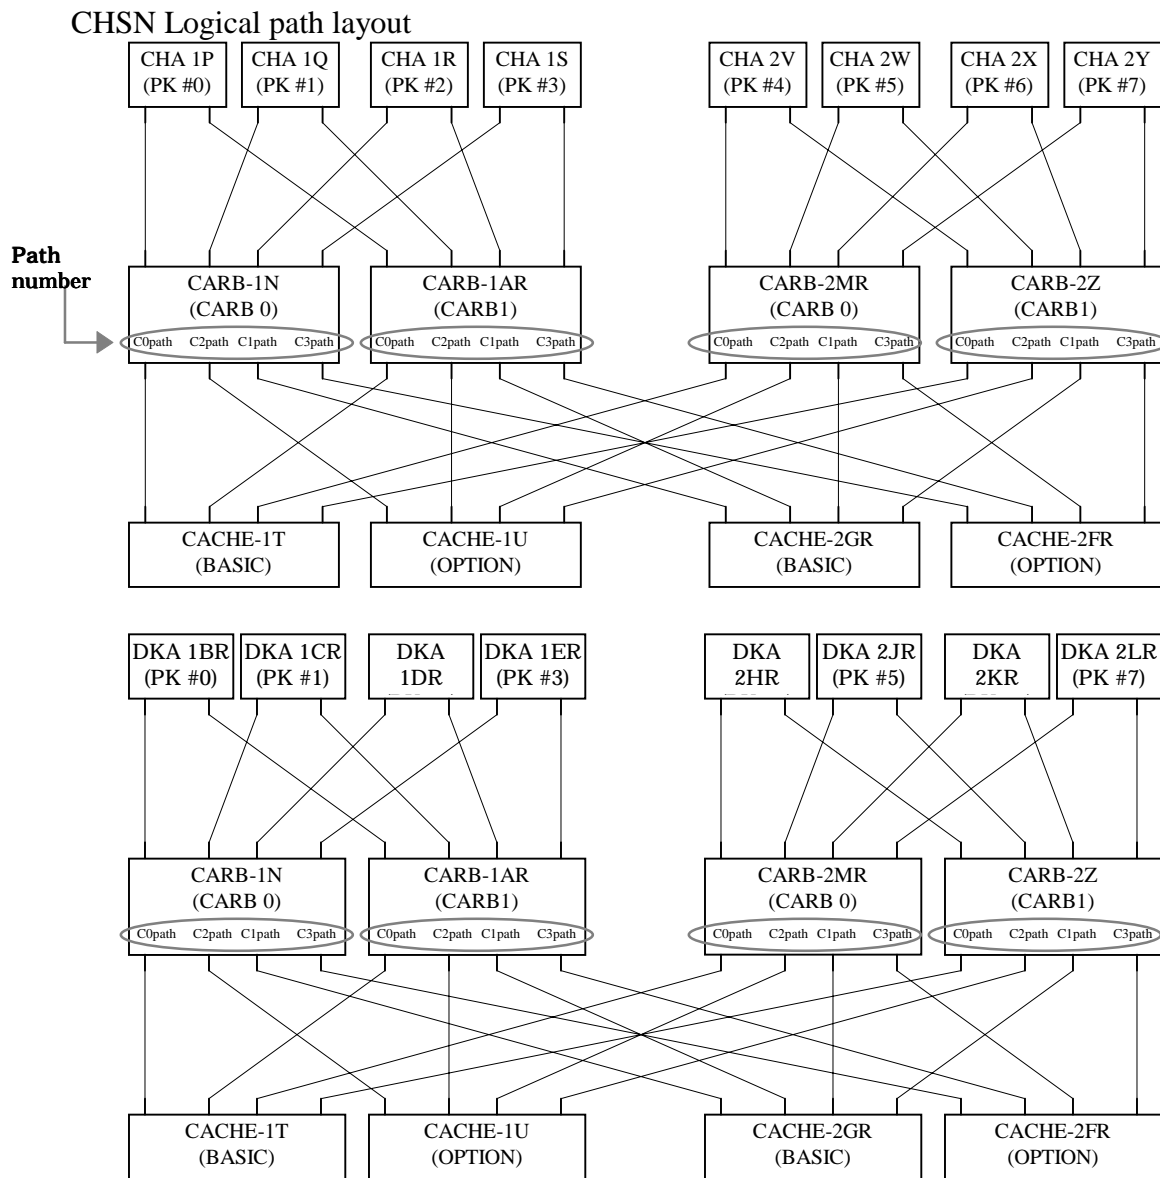 CHSN Logical path layout
CHA 1P CHA 1Q CHA 1R CHA 1S CHA 2V CHA 2W CHA 2X CHA 2Y
(PK #0) (PK #1) (PK #2) (PK #3) (PK #4) (PK #5) (PK #6) (PK #7)
Path
number
CARB-1N CARB-1AR CARB-2MR CARB-2Z
(CARB 0) (CARB1) (CARB 0) (CARB1)
C0path C2path C1path C3path C0path C2path C1path C3path C0path C2path C1path C3path C0path C2path C1path C3path
CACHE-1T CACHE-1U CACHE-2GR CACHE-2FR
(BASIC) (OPTION) (BASIC) (OPTION)
DKA 1BR DKA 1CR DKA DKA 1ER DKA DKA 2JR DKA DKA 2LR
(PK #0) (PK #1) 1DR (PK #3) 2HR (PK #5) 2KR (PK #7)
CARB-1N CARB-1AR CARB-2MR CARB-2Z
(CARB 0) (CARB1) (CARB 0) (CARB1)
C0path C2path C1path C3path C0path C2path C1path C3path C0path C2path C1path C3path C0path C2path C1path C3path
CACHE-1T CACHE-1U CACHE-2GR CACHE-2FR
(BASIC) (OPTION) (BASIC) (OPTION)